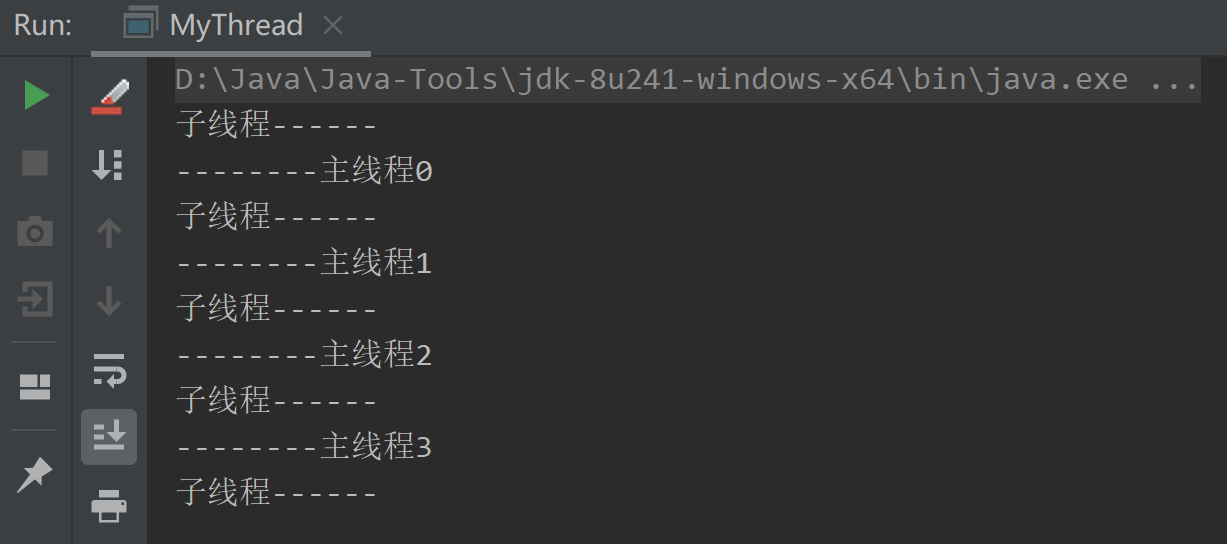 Run: MyThread
D:\Java\Java-Tools\jdk-8u241-windows-x64\bin\java.exe ...
子线程------
--------主线程0
子线程------
--------主线程1
子线程------
--------主线程2
子线程------
--------主线程3
子线程------